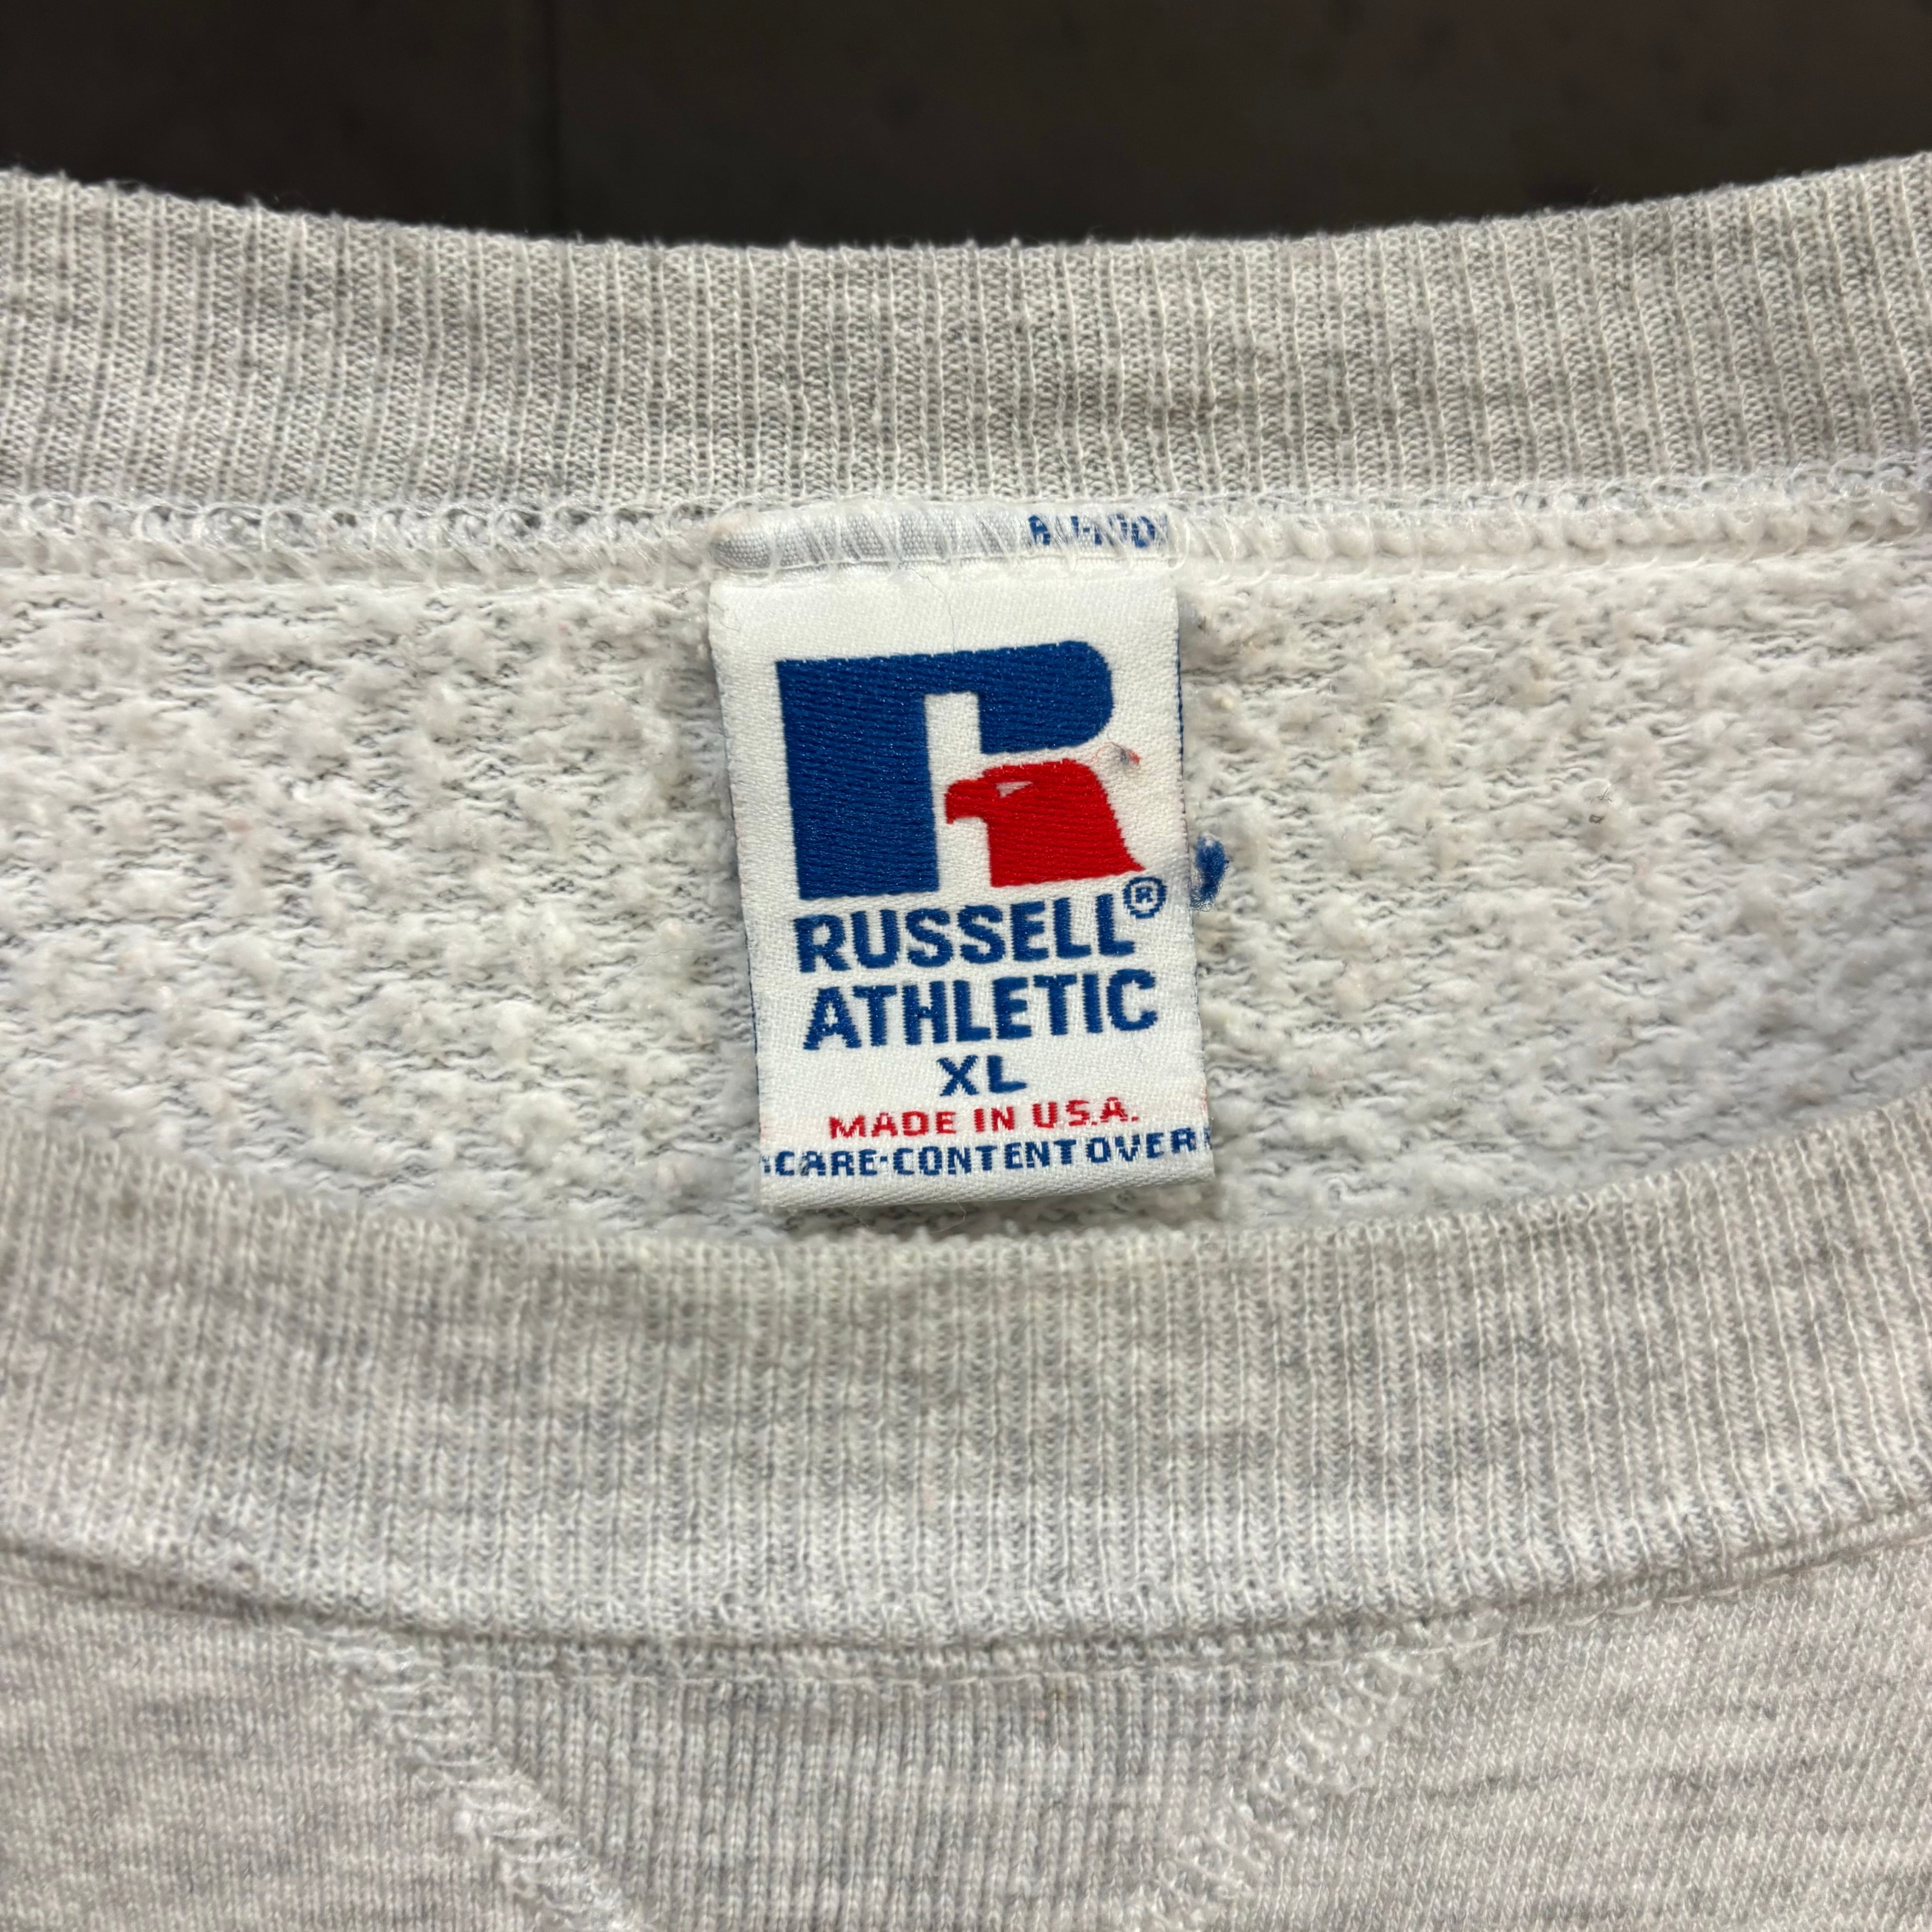 RUSSELL®
ATHLETIC
XL
MADE IN U.S.A.
CARE-CONTENT OVER